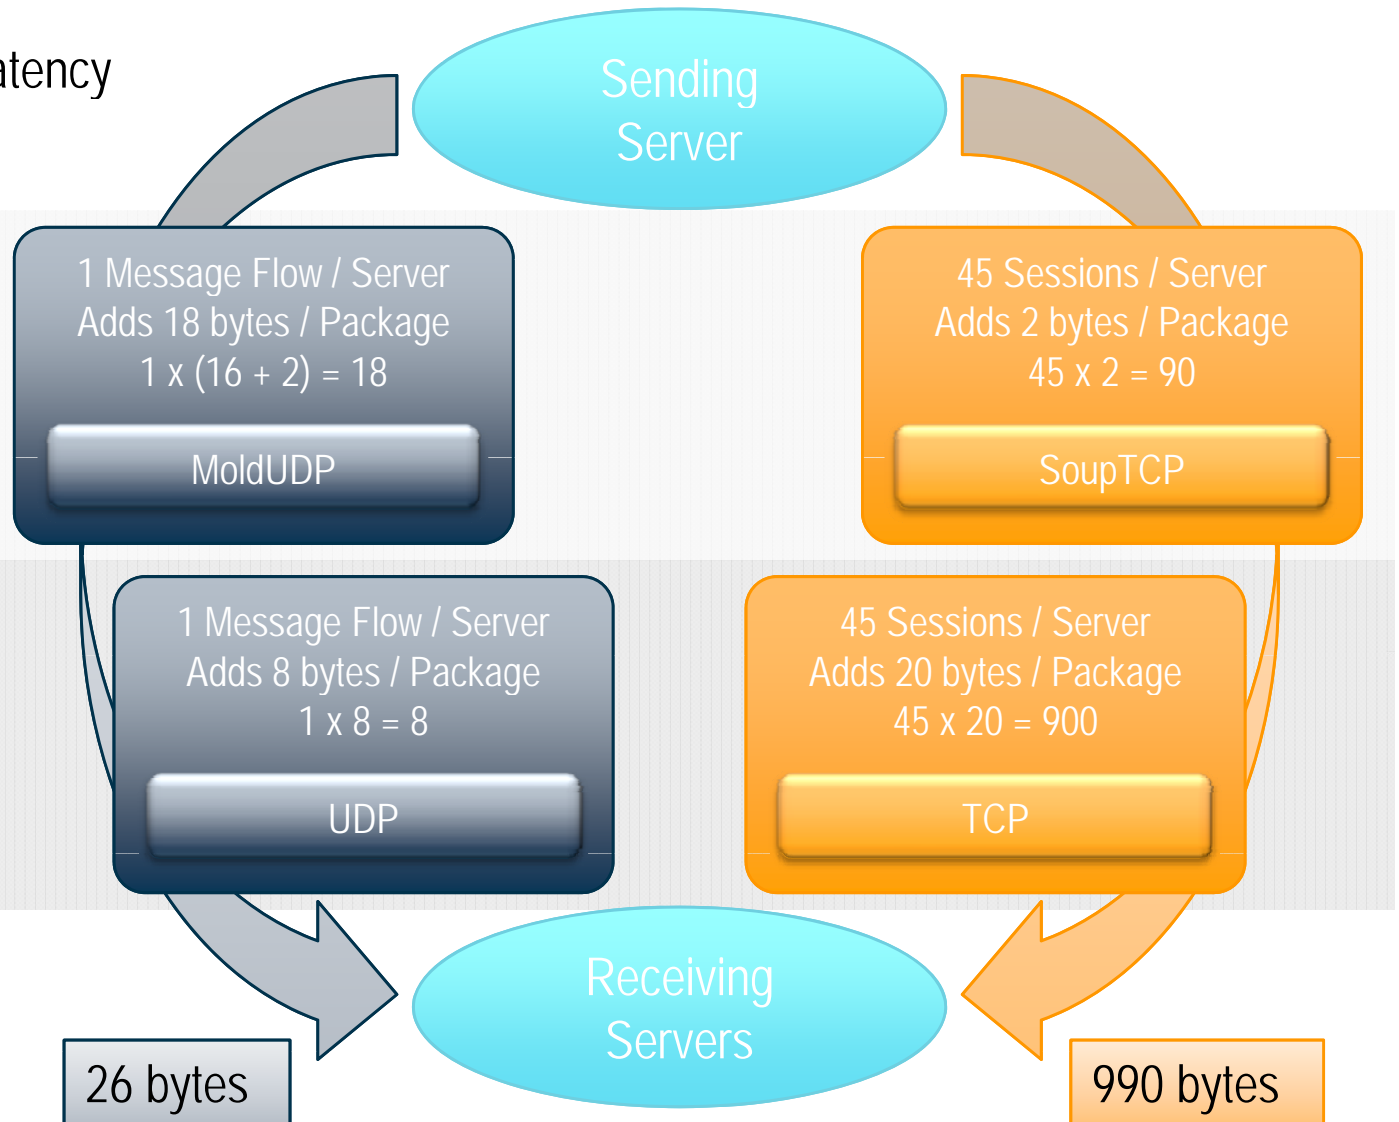 atency
Sending
Server
1 Message Flow / Server
Adds 18 bytes / Package
1 x (16 + 2) = 18
MoldUDP
45 Sessions / Server
Adds 2 bytes / Package
45 x 2 = 90
SoupTCP
1 Message Flow / Server
Adds 8 bytes / Package
1 x 8 = 8
UDP
45 Sessions / Server
Adds 20 bytes / Package
45 x 20 = 900
TCP
Receiving
Servers
26 bytes
990 bytes